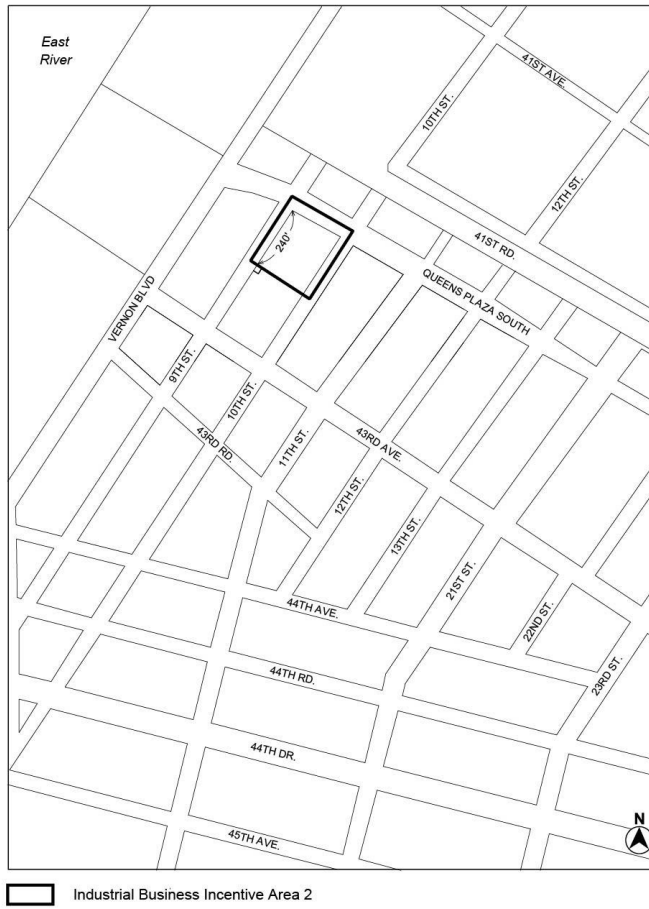 East
River
41ST AVE.
10TH ST.
12TH ST.
41ST RD.
240'
QUEENS PLAZA SOUTH
VERNON BLVD
9TH ST.
10TH ST.
43RD RD.
11TH ST.
43RD AVE.
12TH ST.
13TH ST.
21ST ST.
22ND ST.
23RD ST.
44TH AVE.
44TH RD.
44TH DR.
45TH AVE.
N
Industrial Business Incentive Area 2